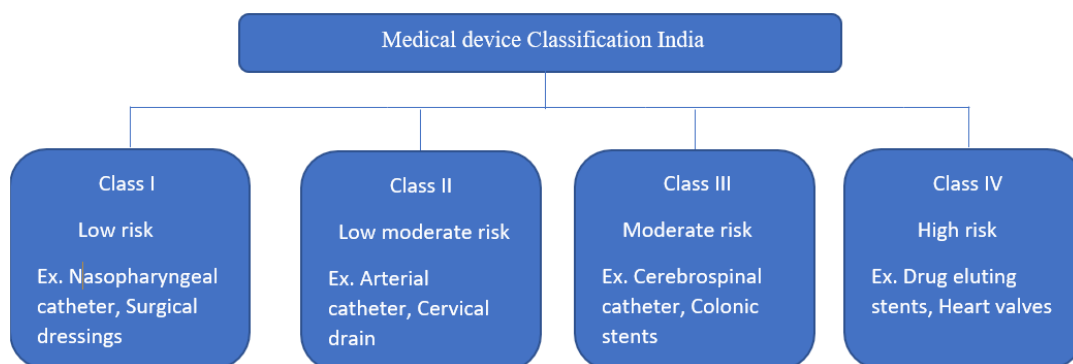 Medical device Classification India
Class I
Low risk
Ex. Nasopharyngeal
catheter, Surgical
dressings
Class II
Low moderate risk
Ex. Arterial
catheter, Cervical
drain
Class III
Moderate risk
Ex. Cerebrospinal
catheter, Colonic
stents
Class IV
High risk
Ex. Drug eluting
stents, Heart valves